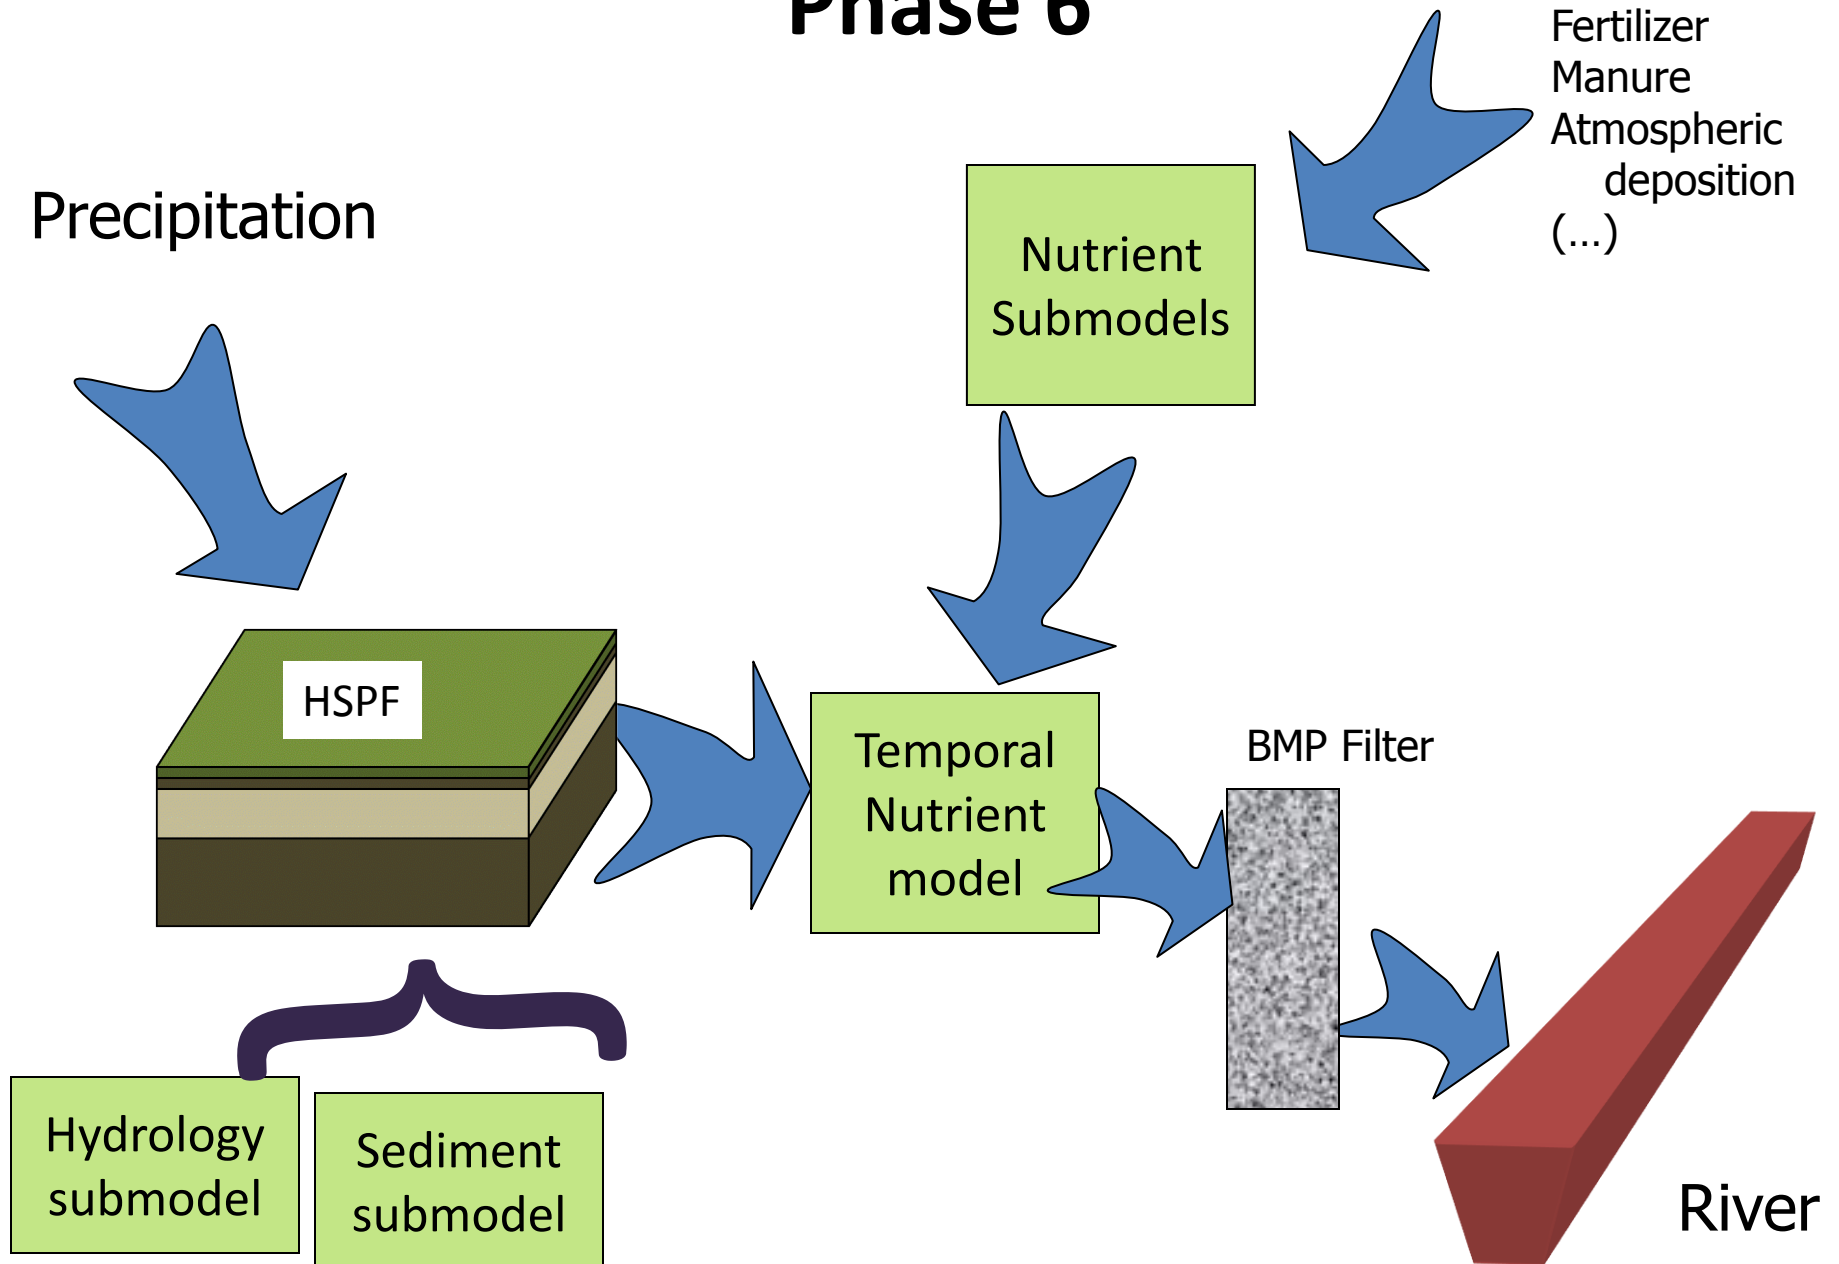 Phase 6
Fertilizer
Manure
Atmospheric
deposition
(...)
Precipitation
Nutrient
Submodels
HSPF
Temporal
Nutrient
model
BMP Filter
Hydrology
submodel
Sediment
submodel
River